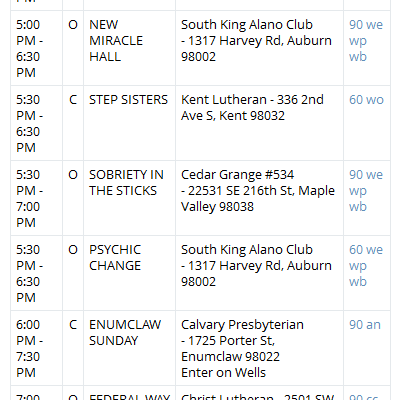 5:00 PM - 6:30 PM O NEW MIRACLE HALL South King Alano Club - 1317 Harvey Rd, Auburn 98002 90 we wp wb
5:30 PM - 6:30 PM C STEP SISTERS Kent Lutheran - 336 2nd Ave S, Kent 98032 60 wo
5:30 PM - 7:00 PM O SOBRIETY IN THE STICKS Cedar Grange #534 - 22531 SE 216th St, Maple Valley 98038 90 we wp wb
5:30 PM - 6:30 PM O PSYCHIC CHANGE South King Alano Club - 1317 Harvey Rd, Auburn 98002 60 we wp wb
6:00 PM - 7:30 PM C ENUMCLAW SUNDAY Calvary Presbyterian - 1725 Porter St, Enumclaw 98022 Enter on Wells 90 an
7:00 O FEDERAL WAY Christ Lutheran - 2501 SW 90 cc